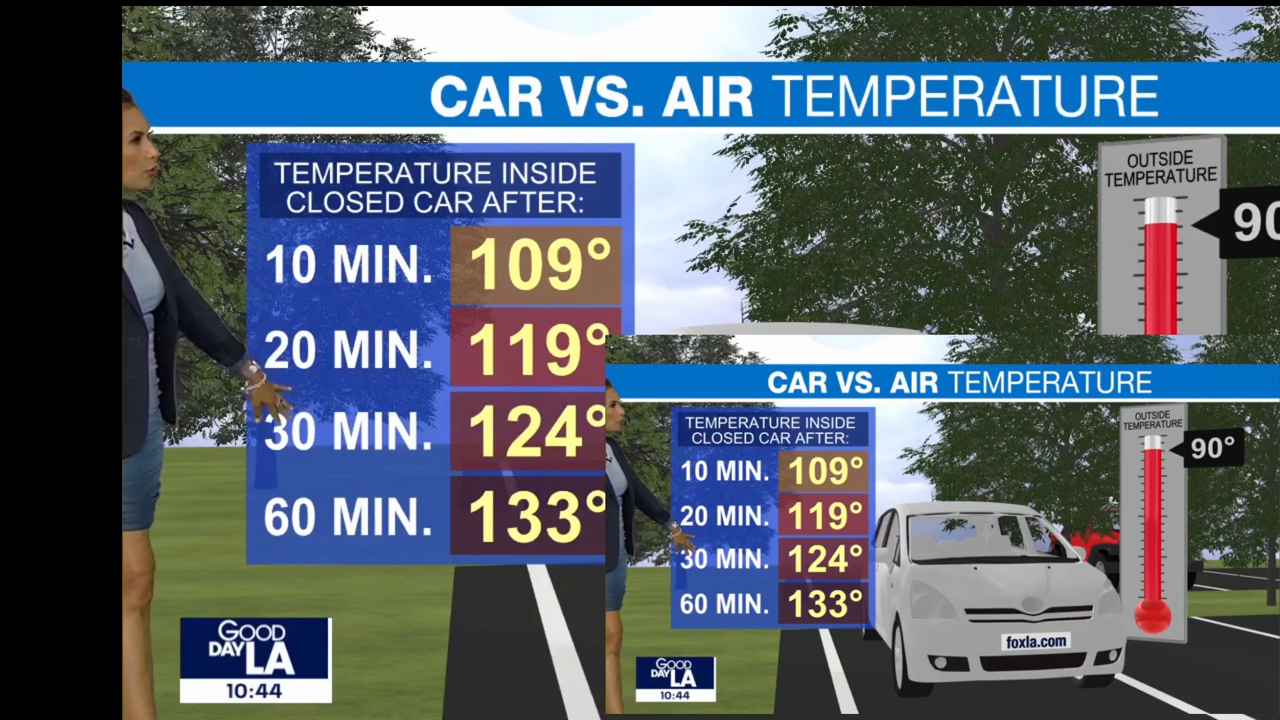 CAR VS. AIR TEMPERATURE
TEMPERATURE INSIDE
CLOSED CAR AFTER:
10 MIN. 109°
20 MIN. 119°
30 MIN. 124°
60 MIN. 133°
OUTSIDE
TEMPERATURE
90
GOOD
DAY LA
10:44
CAR VS. AIR TEMPERATURE
TEMPERATURE INSIDE
CLOSED CAR AFTER:
10 MIN. 109°
20 MIN. 119°
30 MIN. 124°
60 MIN. 133°
OUTSIDE
TEMPERATURE
90°
foxla.com
GOOD
DAY LA
10:44